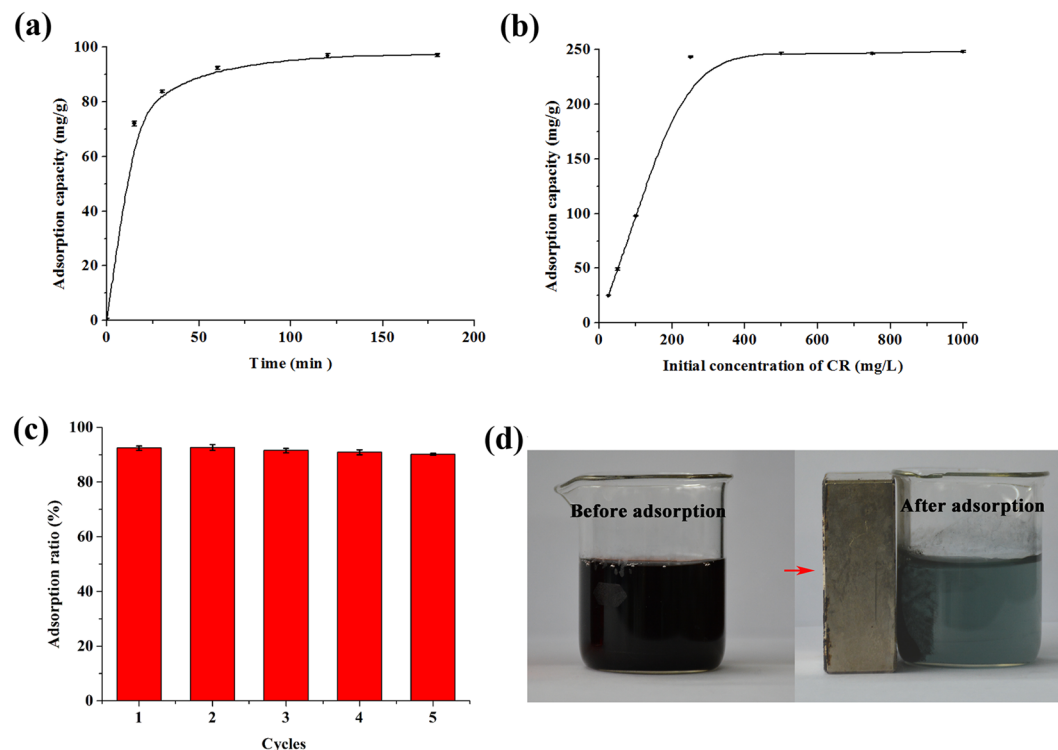 (a)
100
80
60
40
20
0
Adsorption capacity (mg/g)
0 50 100 150 200
Time (min )
(b)
250
200
150
100
50
0
Adsorption capacity (mg/g)
0 200 400 600 800 1000
Initial concentration of CR (mg/L)
(c)
100
80
60
40
20
0
Adsorption ratio (%)
1 2 3 4 5
Cycles
(d)
Before adsorption
After adsorption